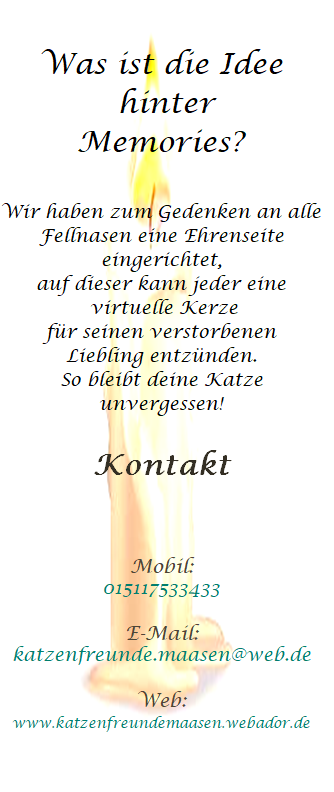 Was ist die Idee
hinter
Memories?
Wir haben zum Gedenken an alle
Fellnasen eine Ehrenseite
eingerichtet,
auf dieser kann jeder eine
virtuelle Kerze
für seinen verstorbenen
Liebling entzünden.
So bleibt deine Katze
unvergessen!
Kontakt
Mobil:
015117533433
E-Mail:
katzenfreunde.maasen@web.de
Web:
www.katzenfreundemaasen.webador.de